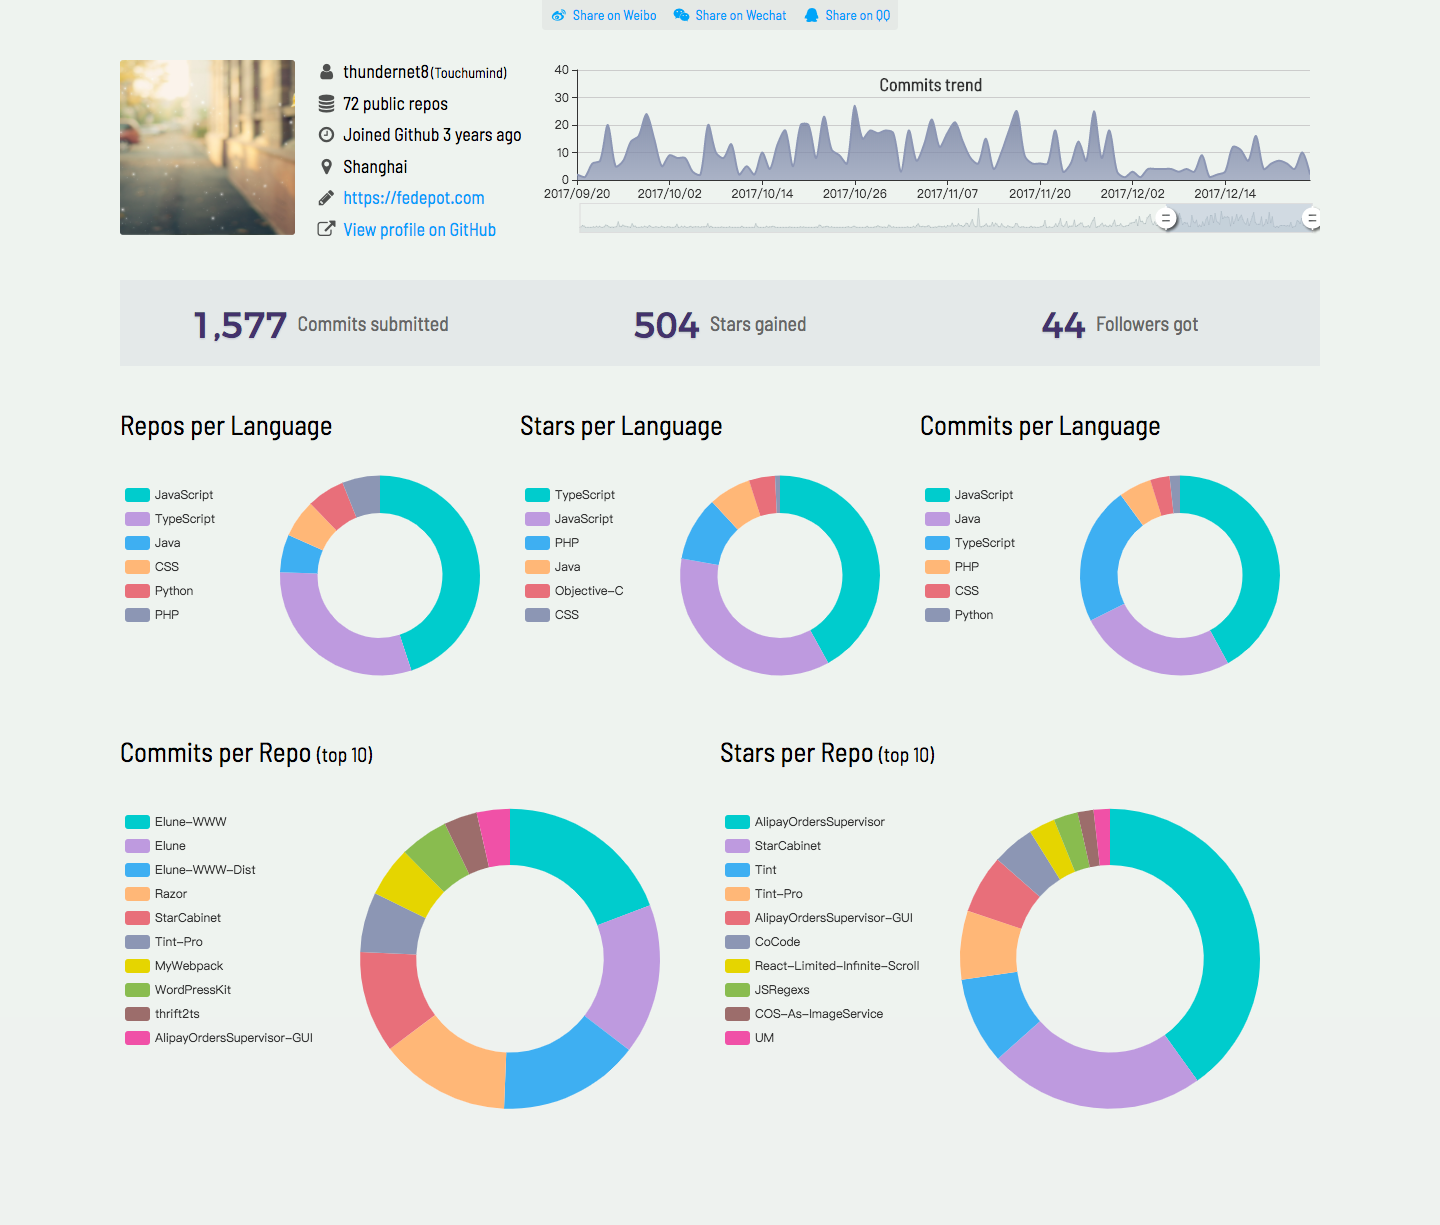 Share on Weibo Share on Wechat Share on QQ
thundernet8(Touchumind)
72 public repos
Joined Github 3 years ago
Shanghai
https://fedepot.com
View profile on GitHub
Commits trend
40
30
20
10
0
2017/09/20 2017/10/02 2017/10/14 2017/10/26 2017/11/07 2017/11/20 2017/12/02 2017/12/14
1,577 Commits submitted 504 Stars gained 44 Followers got
Repos per Language
JavaScript
TypeScript
Java
CSS
Python
PHP
Stars per Language
TypeScript
JavaScript
PHP
Java
Objective-C
CSS
Commits per Language
JavaScript
Java
TypeScript
PHP
CSS
Python
Commits per Repo (top 10)
Elune-WWW
Elune
Elune-WWW-Dist
Razor
StarCabinet
Tint-Pro
MyWebpack
WordPressKit
thrift2ts
AlipayOrdersSupervisor-GUI
Stars per Repo (top 10)
AlipayOrdersSupervisor
StarCabinet
Tint
Tint-Pro
AlipayOrdersSupervisor-GUI
CoCode
React-Limited-Infinite-Scroll
JSRegexs
COS-As-ImageService
UM